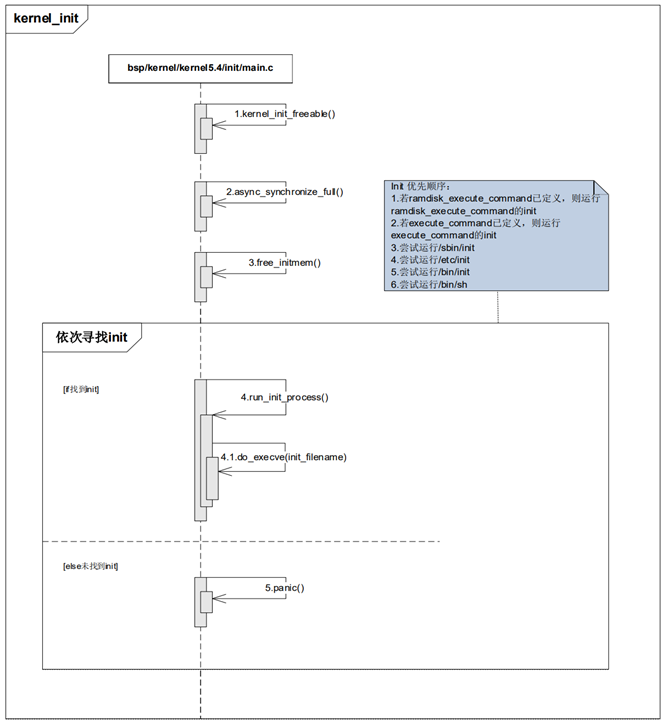 kernel_init
bsp/kernel/kernel5.4/init/main.c
1.kernel_init_freeable()
2.async_synchronize_full()
3.free_initmem()
Init 优先顺序：
1.若ramdisk_execute_command已定义，则运行
ramdisk_execute_command的init
2.若execute_command已定义，则运行
execute_command的init
3.尝试运行/sbin/init
4.尝试运行/etc/init
5.尝试运行/bin/init
6.尝试运行/bin/sh
依次寻找init
[if找到init]
4.run_init_process()
4.1.do_execve(init_filename)
[else未找到init]
5.panic()